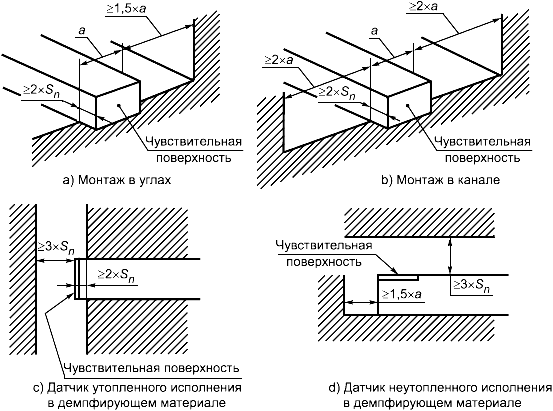 ≥1,5×a
a
≥2×Sn
Чувствительная
поверхность
a) Монтаж в углах
≥2×a
≥2×a
a
≥2×Sn
Чувствительная
поверхность
b) Монтаж в канале
≥3×Sn
≥2×Sn
Чувствительная поверхность
c) Датчик утопленного исполнения
в демпфирующем материале
Чувствительная
поверхность
≥1,5×a
≥3×Sn
d) Датчик неутопленного исполнения
в демпфирующем материале